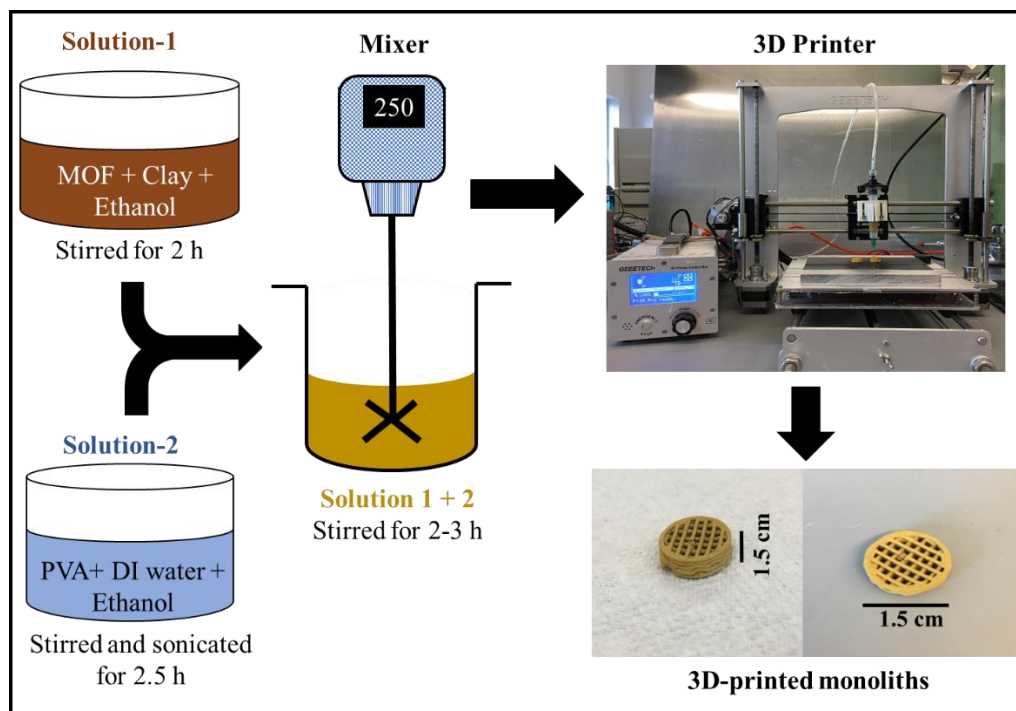 Solution-1
MOF + Clay +
Ethanol
Stirred for 2 h
Solution-2
PVA+ DI water +
Ethanol
Stirred and sonicated
for 2.5 h
Mixer
250
Solution 1 + 2
Stirred for 2-3 h
3D Printer
GEEETECH
GEEETECH
1.5 cm
1.5 cm
3D-printed monoliths